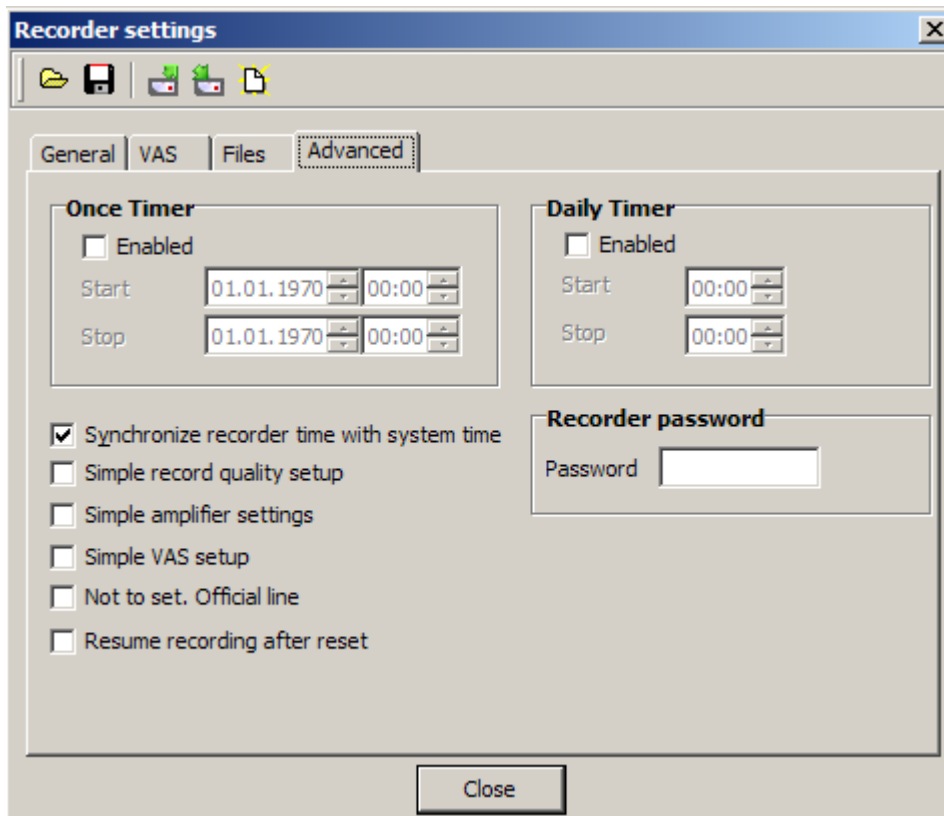 Recorder settings
General VAS Files Advanced
Once Timer
Enabled
Start 01.01.1970 00:00
Stop 01.01.1970 00:00
Daily Timer
Enabled
Start 00:00
Stop 00:00
Synchronize recorder time with system time
Simple record quality setup
Simple amplifier settings
Simple VAS setup
Not to set. Official line
Resume recording after reset
Recorder password
Password
Close